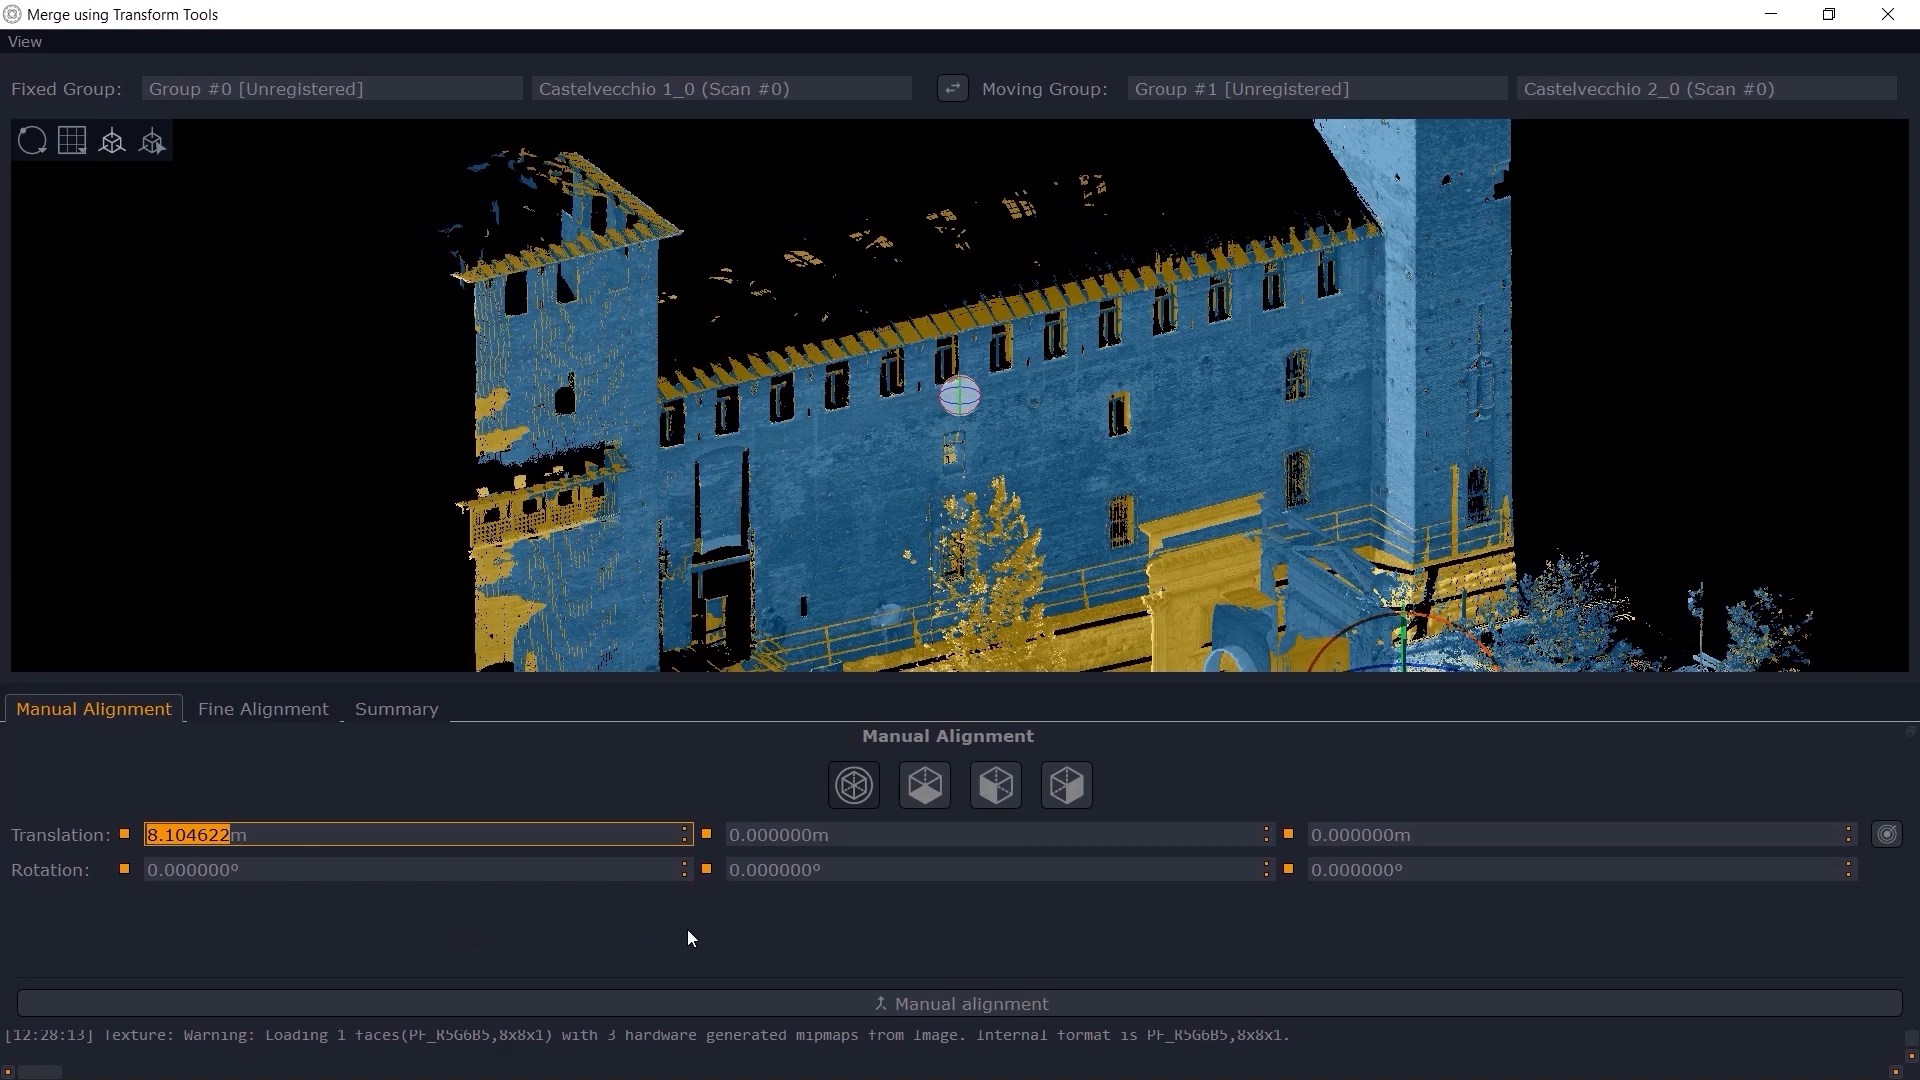 Merge using Transform Tools
View
Fixed Group: Group #0 [Unregistered] Castelvecchio 1_0 (Scan #0) Moving Group: Group #1 [Unregistered] Castelvecchio 2_0 (Scan #0)
Manual Alignment Fine Alignment Summary
Manual Alignment
Translation: 8.104622m 0.000000m 0.000000m
Rotation: 0.000000° 0.000000° 0.000000°
Manual alignment
[12:28:13] Texture: Warning: Loading 1 faces(PF_R5G6B5,8x8x1) with 3 hardware generated mipmaps from Image. Internal format is PF_R5G6B5,8x8x1.